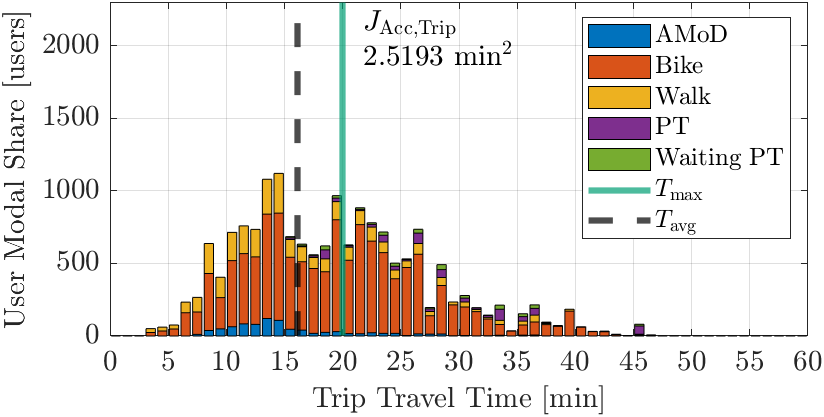 J_Acc,Trip
2.5193 min²
AMoD
Bike
Walk
PT
Waiting PT
T_max
T_avg
User Modal Share [users]
2000
1500
1000
500
0
0 5 10 15 20 25 30 35 40 45 50 55 60
Trip Travel Time [min]